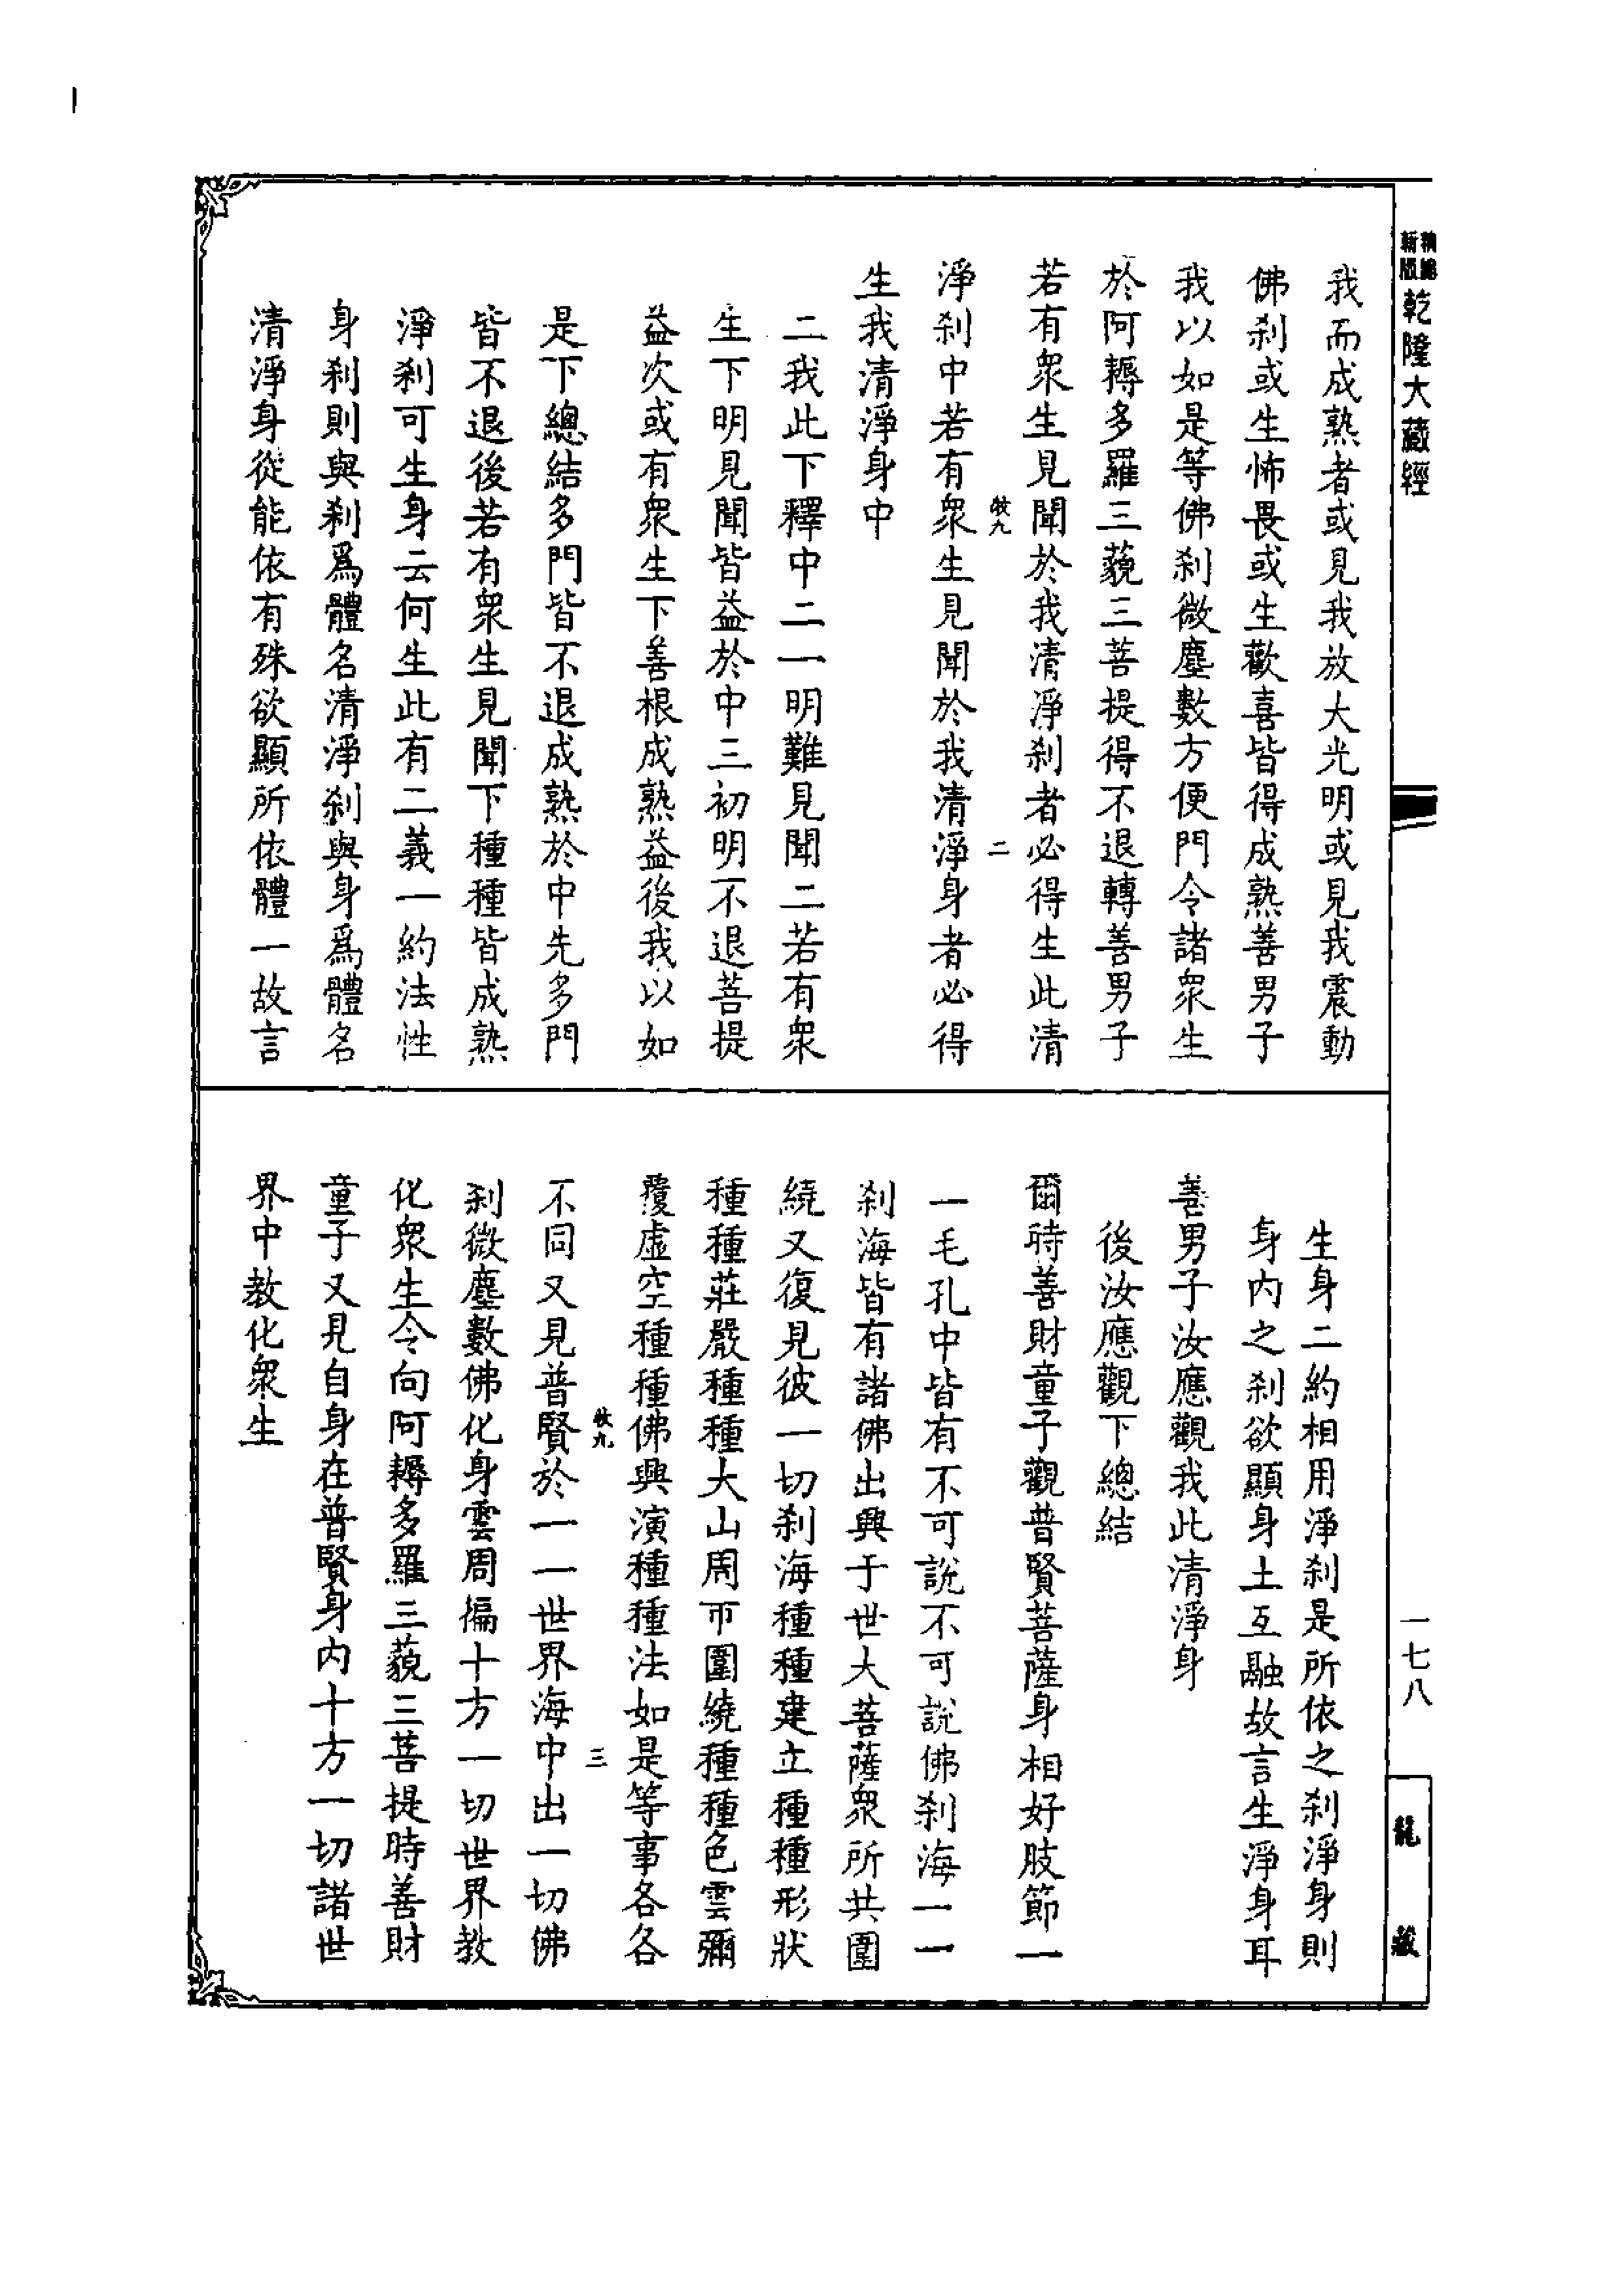 新版
乾隆大藏經
我而成熟者或見我放大光明或見我震動
佛刹或生怖畏或生歡喜皆得成熟善男子
我以如是等佛刹微塵數方便門令諸衆生
於阿耨多羅三藐三菩提得不退轉善男子
若有衆生見聞於我清淨刹者必得生此清
牧九 二
淨刹中若有衆生見聞於我清淨身者必得
生我清淨身中
二我此下釋中二一明難見聞二若有衆
生下明見聞皆益於中三初明不退菩提
益次或有衆生下善根成熟益後我以如
是下總結多門皆不退成熟於中先多門
皆不退後若有衆生見聞下種種皆成熟
淨刹可生身云何生此有二義一約法性
身刹則與刹爲體名清淨刹與身爲體名
清淨身從能依有殊欲顯所依體一故言
生身二約相用淨刹是所依之刹淨身則
身内之刹欲顯身土互融故言生淨身耳
善男子汝應觀我此清淨身
後汝應觀下總結
爾時善財童子觀普賢菩薩身相好肢節一
一毛孔中皆有不可說不可說佛刹海一一
刹海皆有諸佛出興于世大菩薩衆所共圍
繞又復見彼一切刹海種種建立種種形狀
種種莊嚴種種大山周帀圍繞種種色雲彌
覆虛空種種佛興演種種法如是等事各各
牧九 三
不同又見普賢於一一世界海中出一切佛
刹微塵數佛化身雲周徧十方一切世界教
化衆生令向阿耨多羅三藐三菩提時善財
童子又見自身在普賢身内十方一切諸世
界中教化衆生
一七八
龍藏